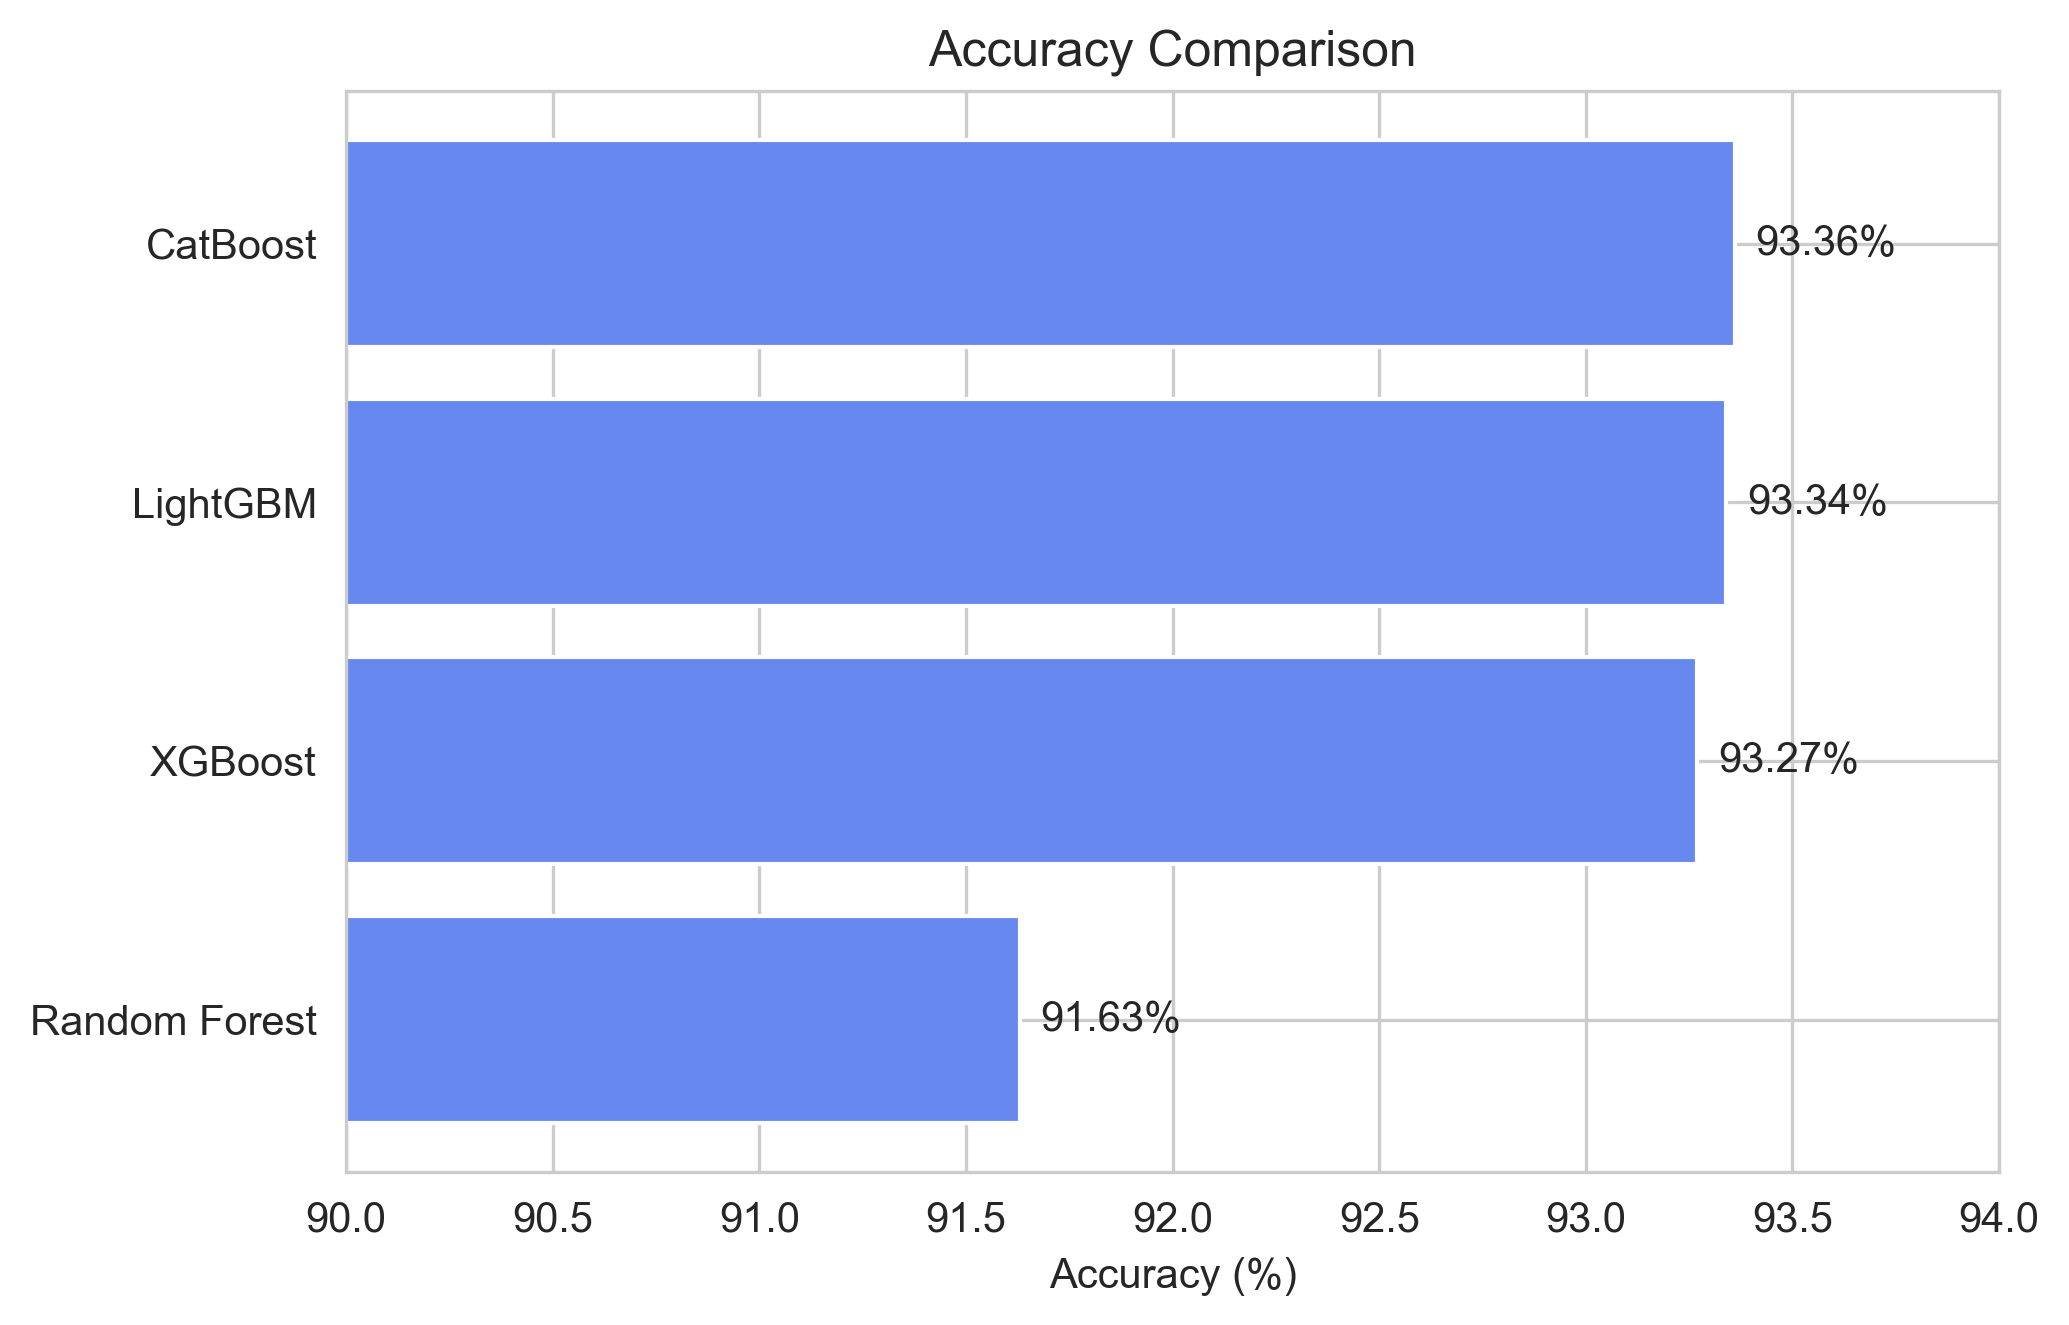 Accuracy Comparison
CatBoost
93.36%
LightGBM
93.34%
XGBoost
93.27%
Random Forest
91.63%
90.0 90.5 91.0 91.5 92.0 92.5 93.0 93.5 94.0
Accuracy (%)